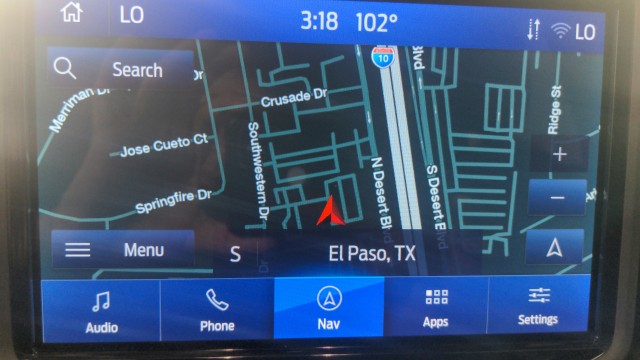 LO
3:18 102°
LO
Search
Merriman Dr
Crusade Dr
Jose Cueto Ct
Springfire Dr
Southwestern Dr
10
N Desert Bl
S Desert B
Blvd
Ridge St
+
−
Menu
S
El Paso, TX
Audio
Phone
Nav
Apps
Settings